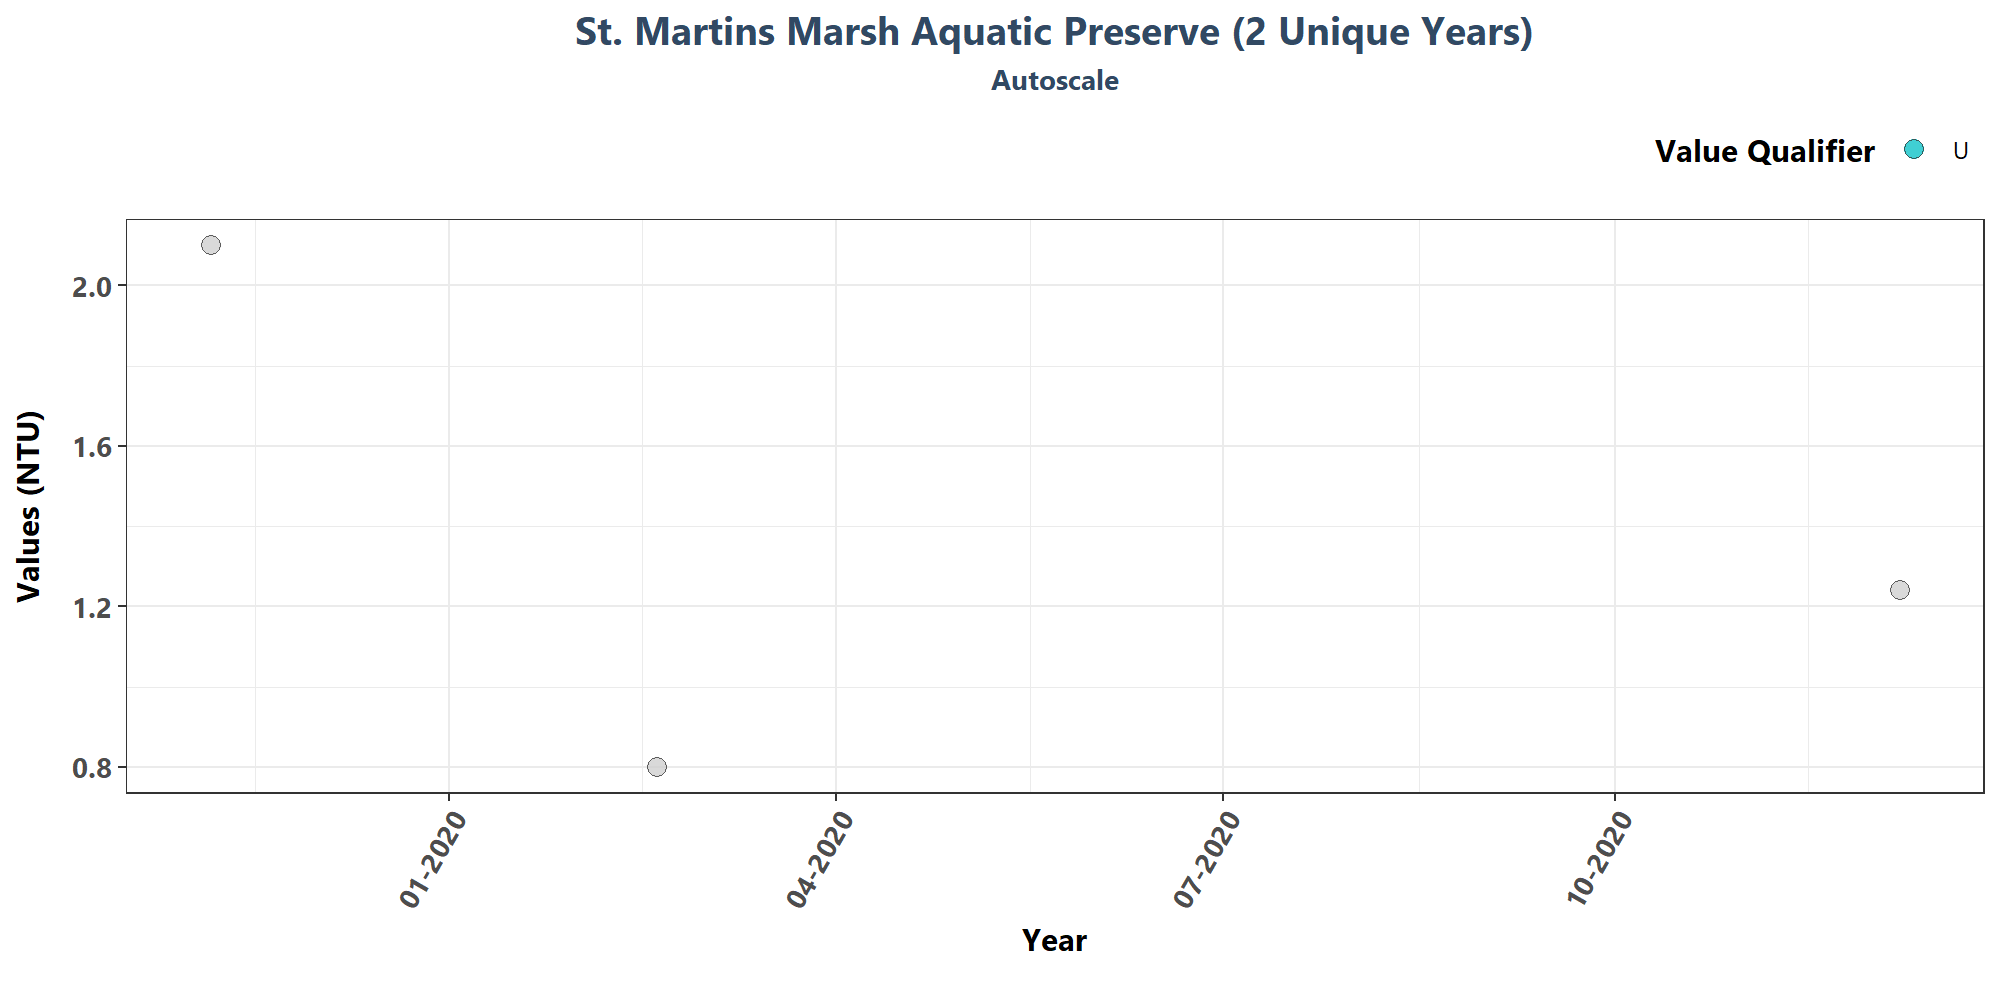 St. Martins Marsh Aquatic Preserve (2 Unique Years)
Autoscale
Value Qualifier U
Values (NTU)
2.0
1.6
1.2
0.8
01-2020 04-2020 07-2020 10-2020
Year